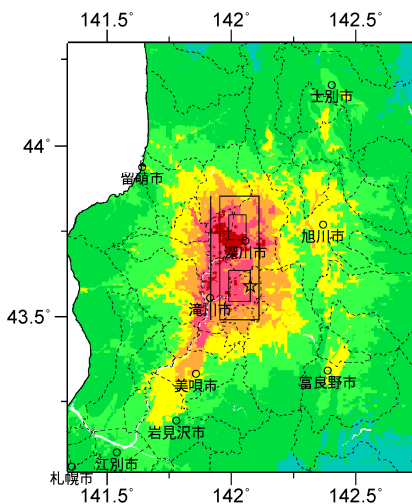 141.5 142 142.5
士別市
44
留萌市
旭川市
深川市
滝川市
43.5
美唄市
富良野市
岩見沢市
江別市
札幌市
141.5 142 142.5